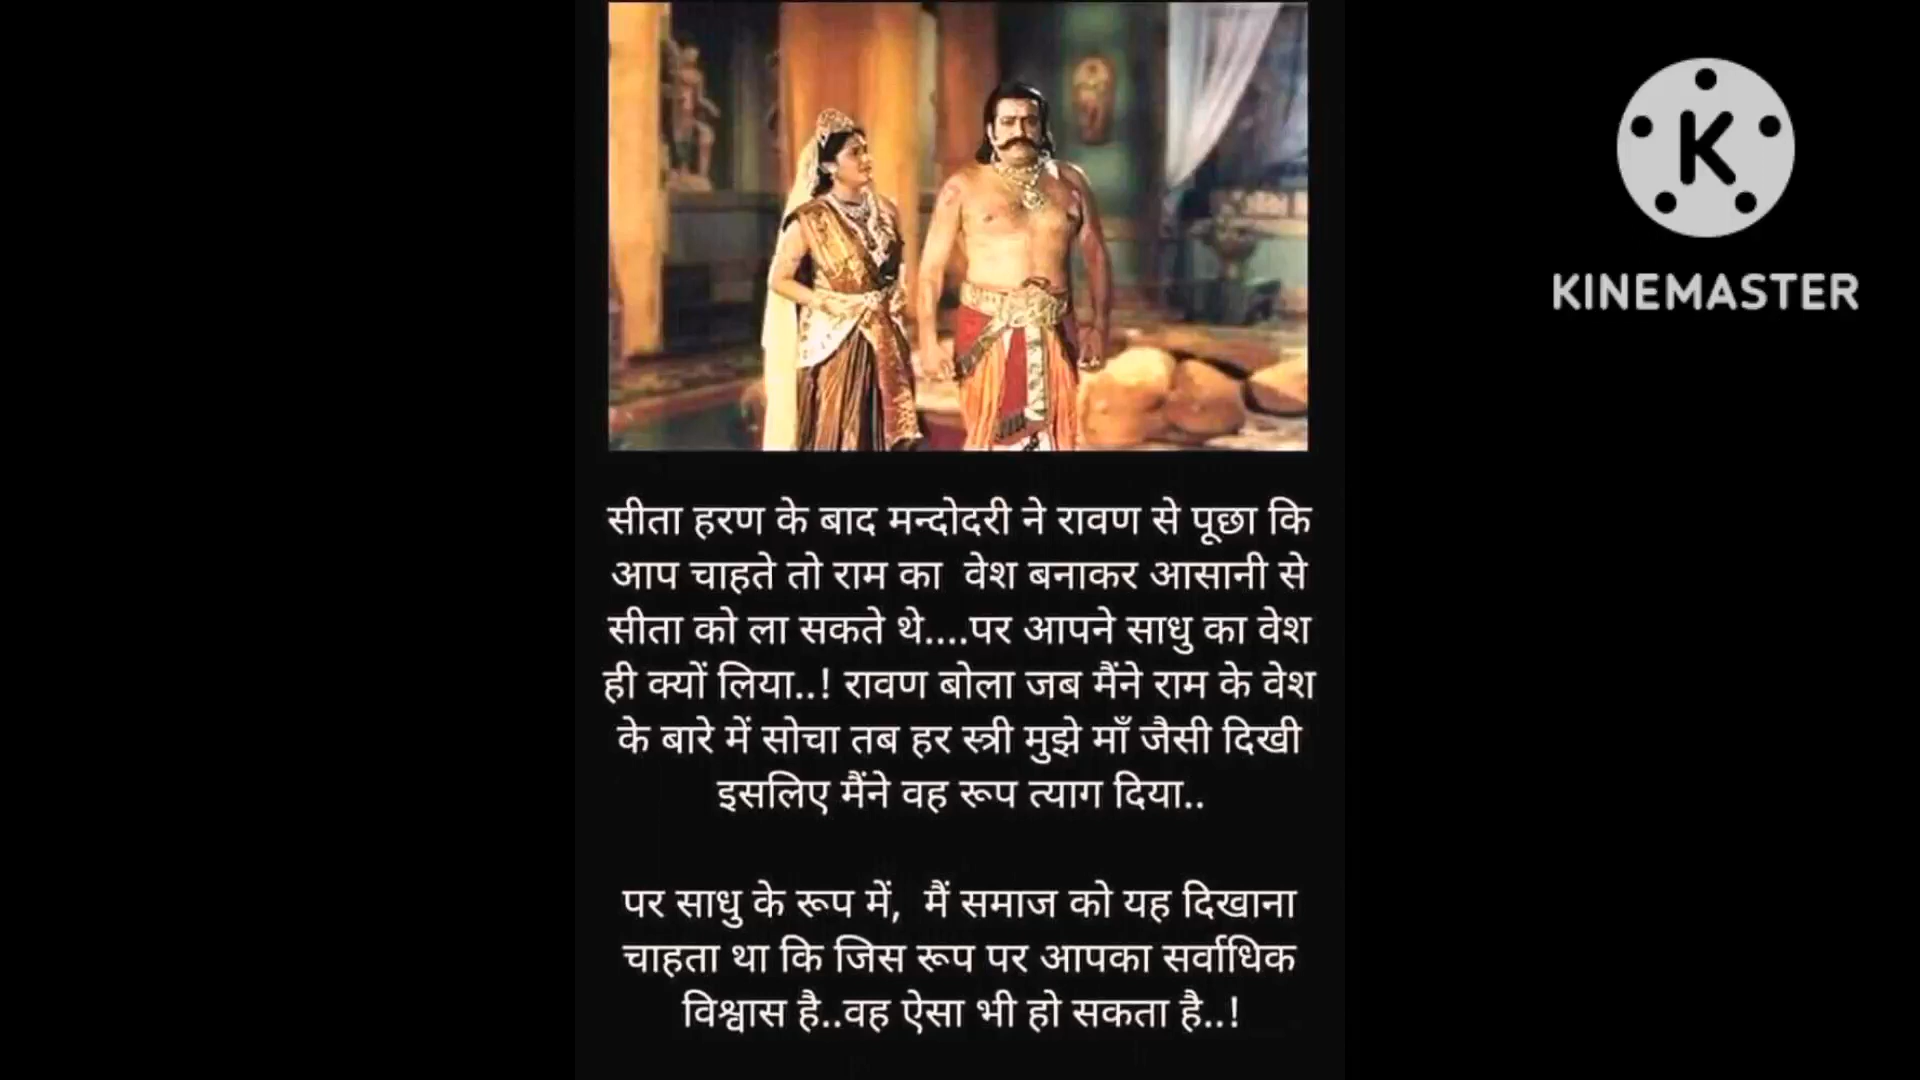 KINEMASTER
सीता हरण के बाद मन्दोदरी ने रावण से पूछा कि
आप चाहते तो राम का वेश बनाकर आसानी से
सीता को ला सकते थे....पर आपने साधु का वेश
ही क्यों लिया..! रावण बोला जब मैंने राम के वेश
के बारे में सोचा तब हर स्त्री मुझे माँ जैसी दिखी
इसलिए मैंने वह रूप त्याग दिया..
पर साधु के रूप में, मैं समाज को यह दिखाना
चाहता था कि जिस रूप पर आपका सर्वाधिक
विश्वास है..वह ऐसा भी हो सकता है..!